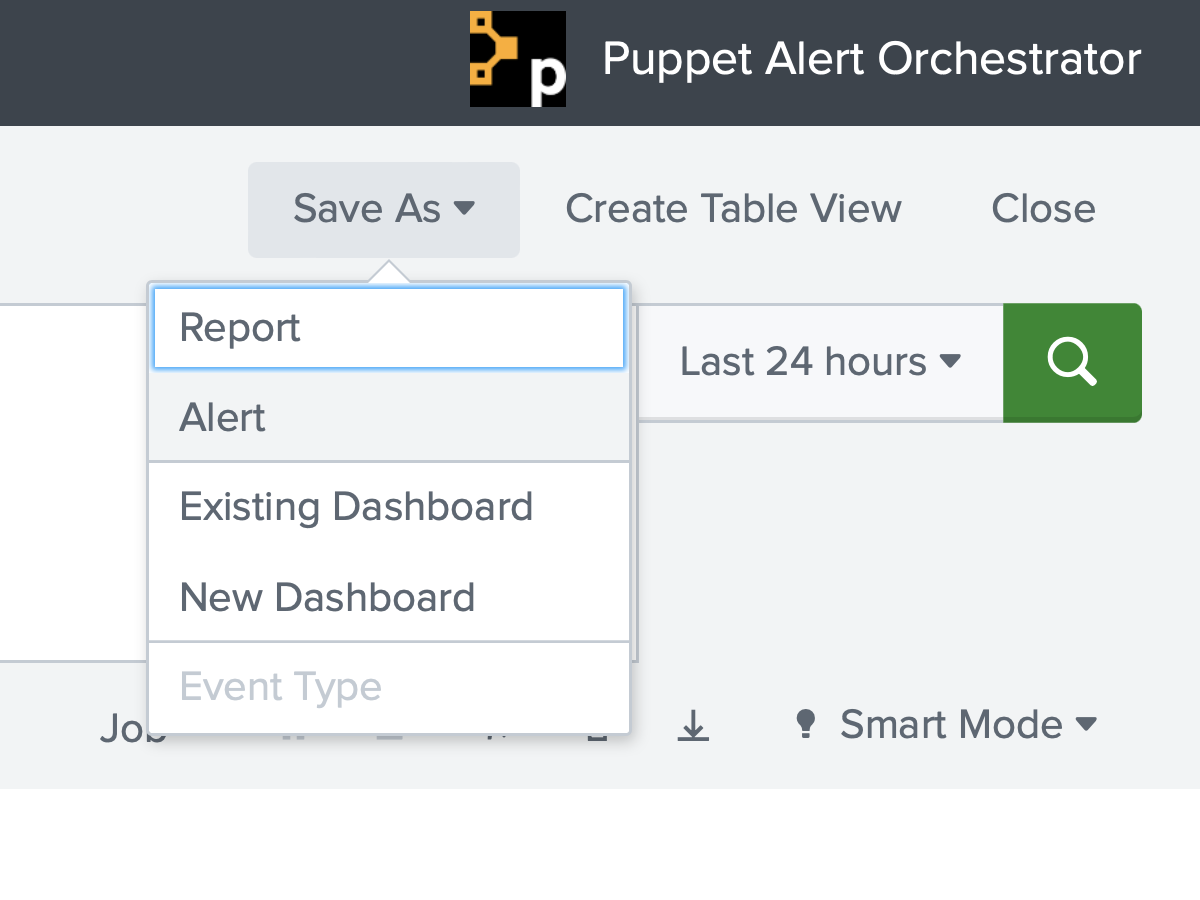 p
Puppet Alert Orchestrator
Save As
Create Table View
Close
Report
Alert
Existing Dashboard
New Dashboard
Event Type
Last 24 hours
Job
Smart Mode